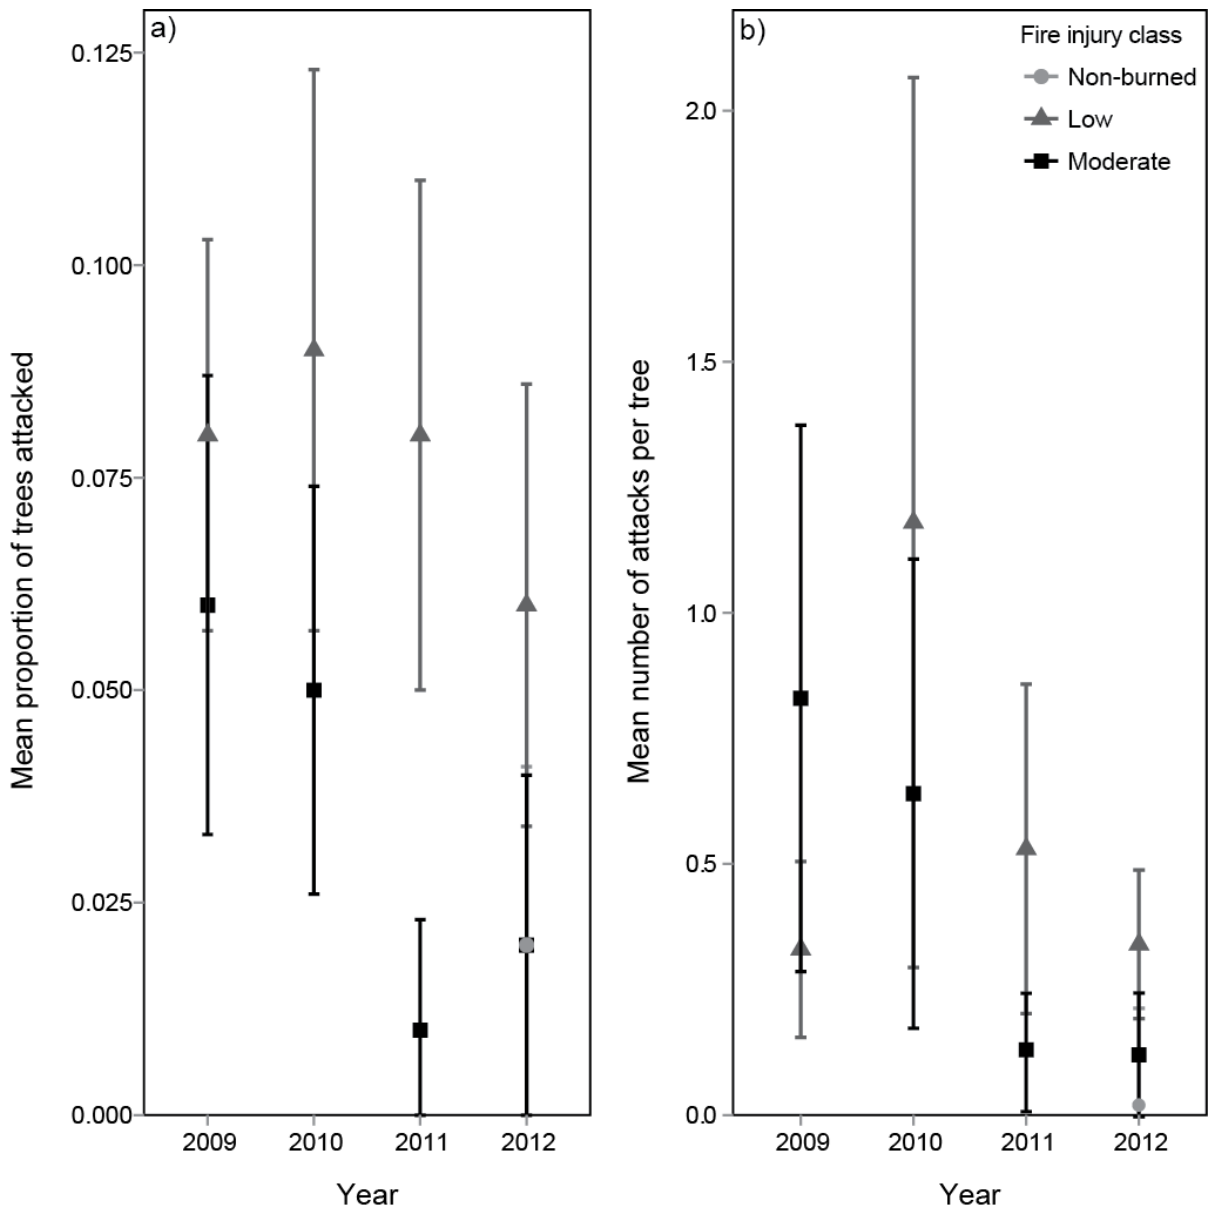 a)
0.125
0.100
0.075
0.050
0.025
0.000
Mean proportion of trees attacked
2009 2010 2011 2012
Year
b)
Fire injury class
Non-burned
Low
Moderate
2.0
1.5
1.0
0.5
0.0
Mean number of attacks per tree
2009 2010 2011 2012
Year